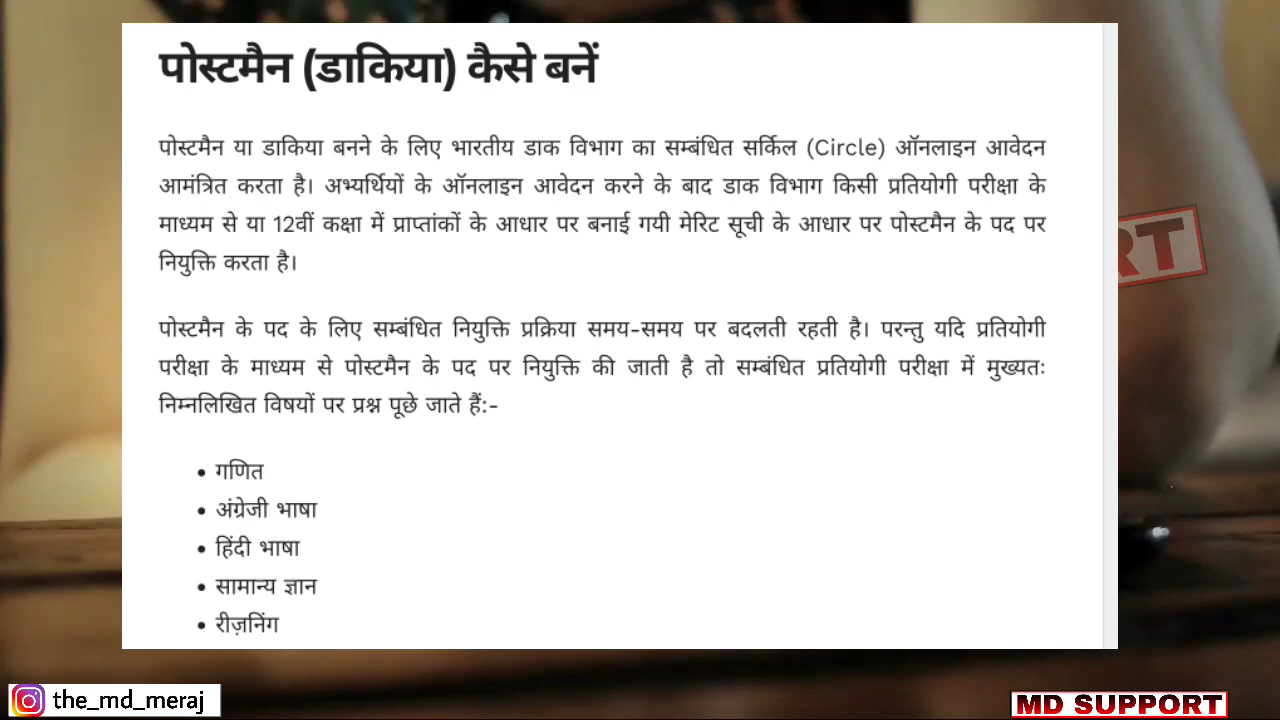 पोस्टमैन (डाकिया) कैसे बनें
पोस्टमैन या डाकिया बनने के लिए भारतीय डाक विभाग का सम्बंधित सर्किल (Circle) ऑनलाइन आवेदन
आमंत्रित करता है। अभ्यर्थियों के ऑनलाइन आवेदन करने के बाद डाक विभाग किसी प्रतियोगी परीक्षा के
माध्यम से या 12वीं कक्षा में प्राप्तांकों के आधार पर बनाई गयी मेरिट सूची के आधार पर पोस्टमैन के पद पर
नियुक्ति करता है।
पोस्टमैन के पद के लिए सम्बंधित नियुक्ति प्रक्रिया समय-समय पर बदलती रहती है। परन्तु यदि प्रतियोगी
परीक्षा के माध्यम से पोस्टमैन के पद पर नियुक्ति की जाती है तो सम्बंधित प्रतियोगी परीक्षा में मुख्यतः
निम्नलिखित विषयों पर प्रश्न पूछे जाते हैं:-
• गणित
• अंग्रेजी भाषा
• हिंदी भाषा
• सामान्य ज्ञान
• रीज़निंग
RT
the_md_meraj
MD SUPPORT